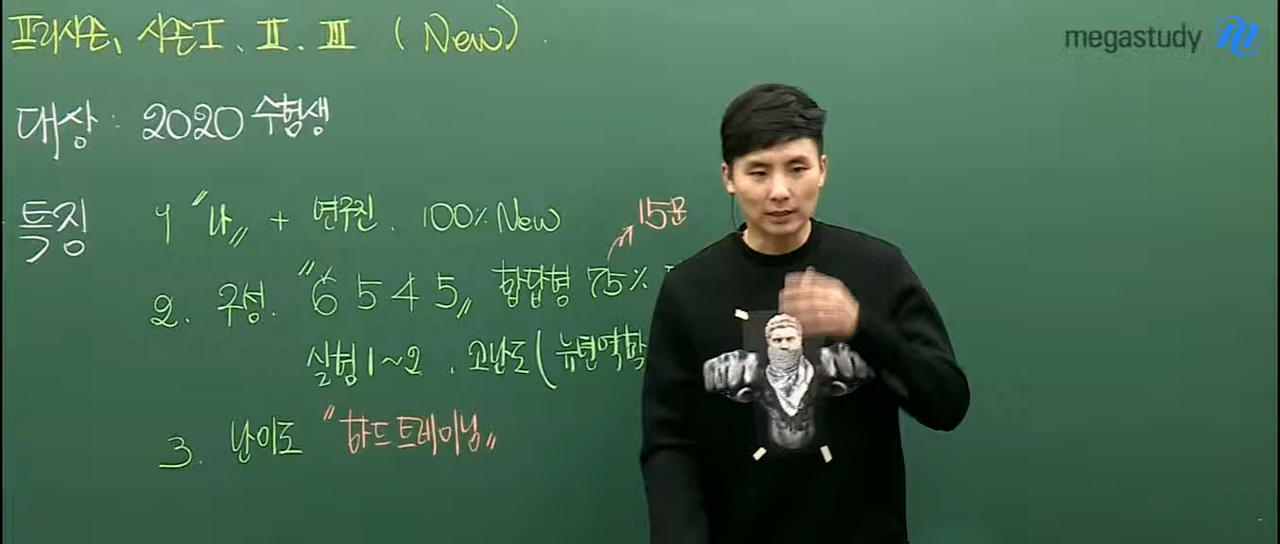 프리시즌, 시즌 I. II. III (New).
megastudy
대상 : 2020 수험생
특징 1. "나" + 연구진. 100% New
15문
2. 구성. "6 5 4 5" 합답형 75%
실험 1~2. 고난도 (뉴턴역학
3. 난이도 "하드트레이닝"